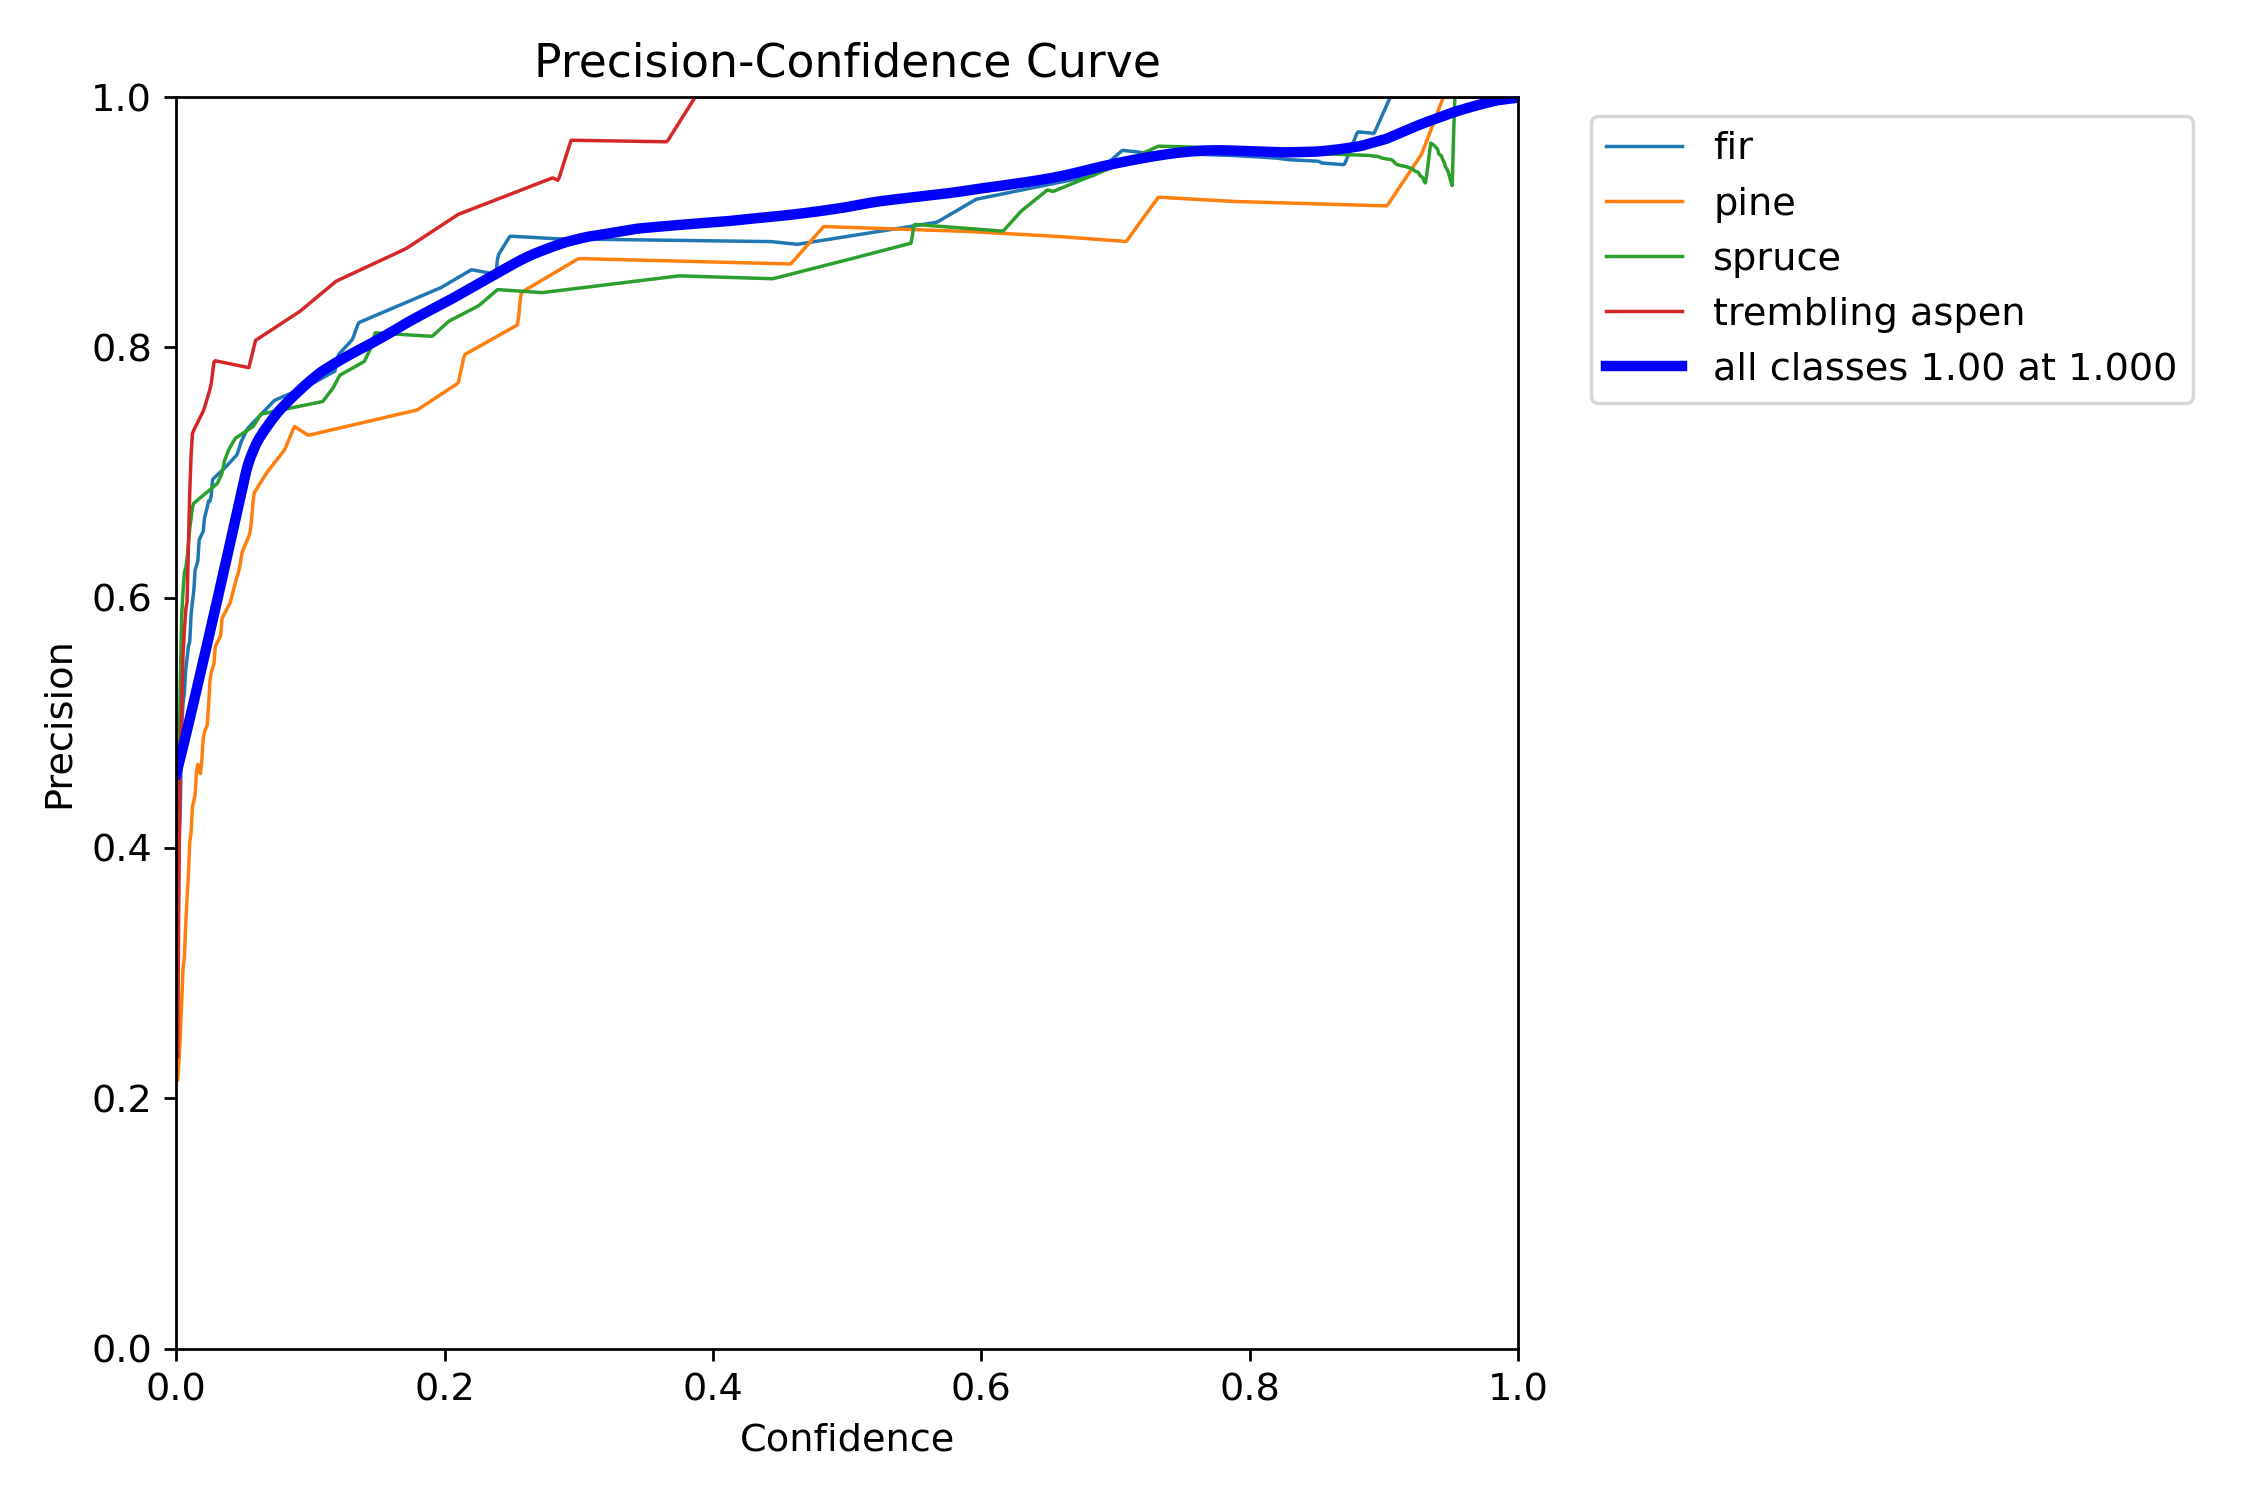 Precision-Confidence Curve
1.0
0.8
0.6
0.4
0.2
0.0
Precision
0.0 0.2 0.4 0.6 0.8 1.0
Confidence
fir
pine
spruce
trembling aspen
all classes 1.00 at 1.000